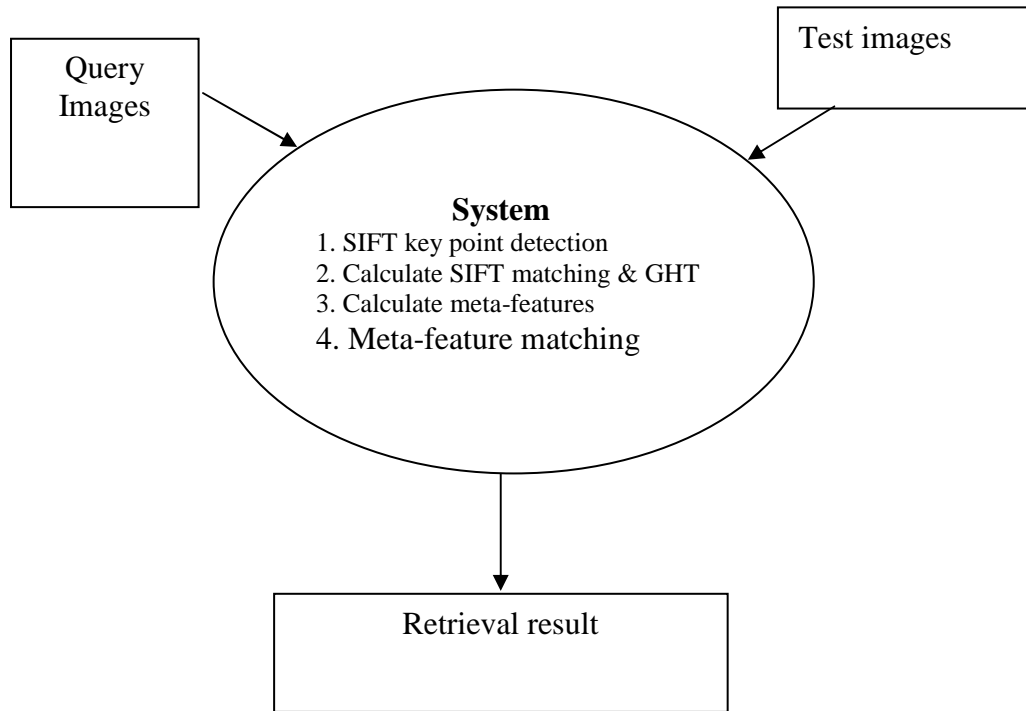 Query
Images
Test images
System
1. SIFT key point detection
2. Calculate SIFT matching & GHT
3. Calculate meta-features
4. Meta-feature matching
Retrieval result